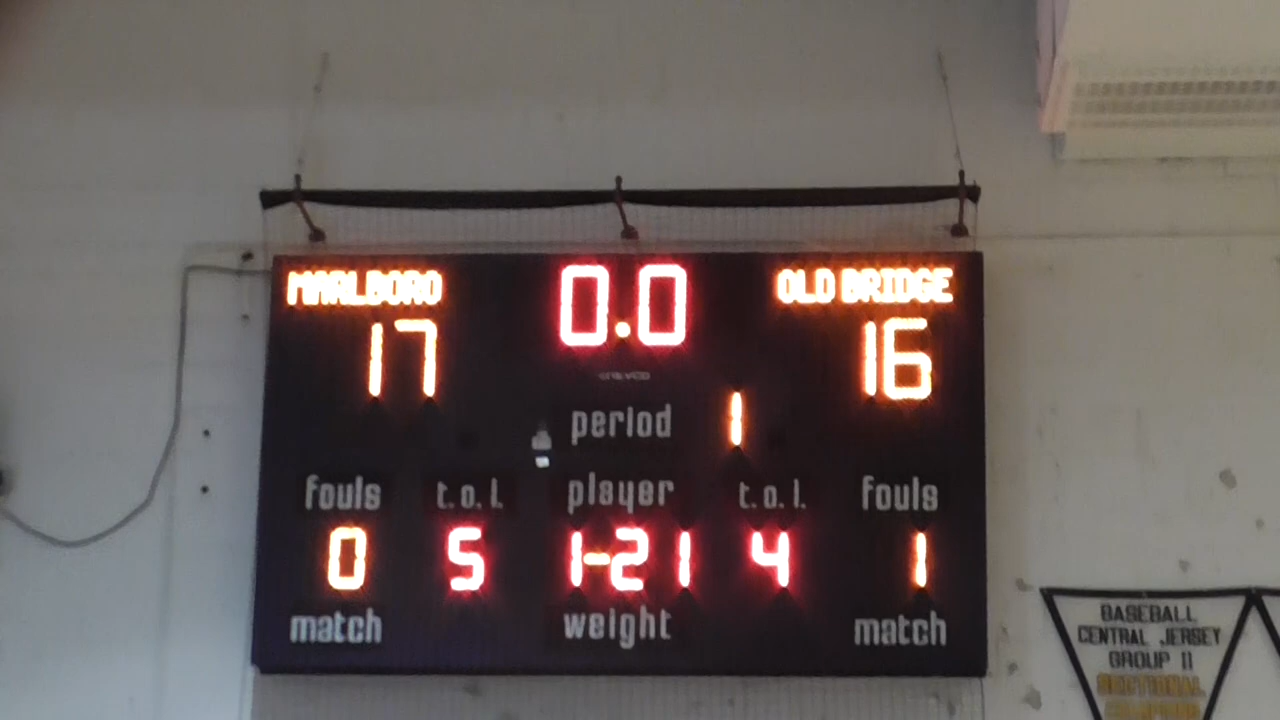 MARLBORO 0.0 OLD BRIDGE
17 16
period 1
fouls t.o.l. player t.o.l. fouls
0 5 1-21 4 1
match weight match
BASEBALL
CENTRAL JERSEY
GROUP II
SECTIONAL